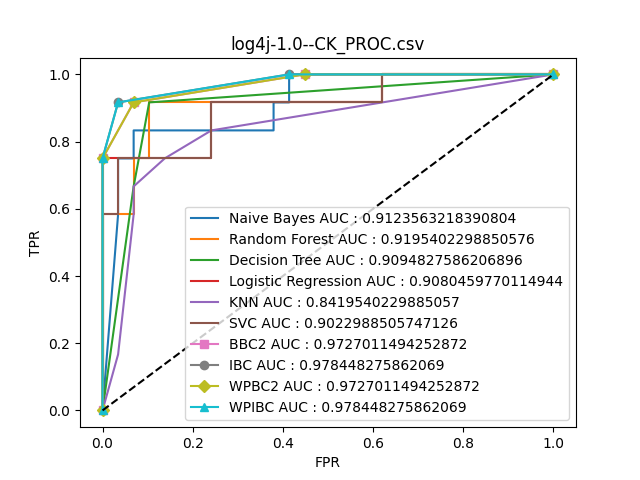 log4j-1.0--CK_PROC.csv
TPR
1.0
0.8
0.6
0.4
0.2
0.0
Naive Bayes AUC : 0.9123563218390804
Random Forest AUC : 0.9195402298850576
Decision Tree AUC : 0.9094827586206896
Logistic Regression AUC : 0.9080459770114944
KNN AUC : 0.8419540229885057
SVC AUC : 0.9022988505747126
BBC2 AUC : 0.9727011494252872
IBC AUC : 0.978448275862069
WPBC2 AUC : 0.9727011494252872
WPIBC AUC : 0.978448275862069
0.0 0.2 0.4 0.6 0.8 1.0
FPR